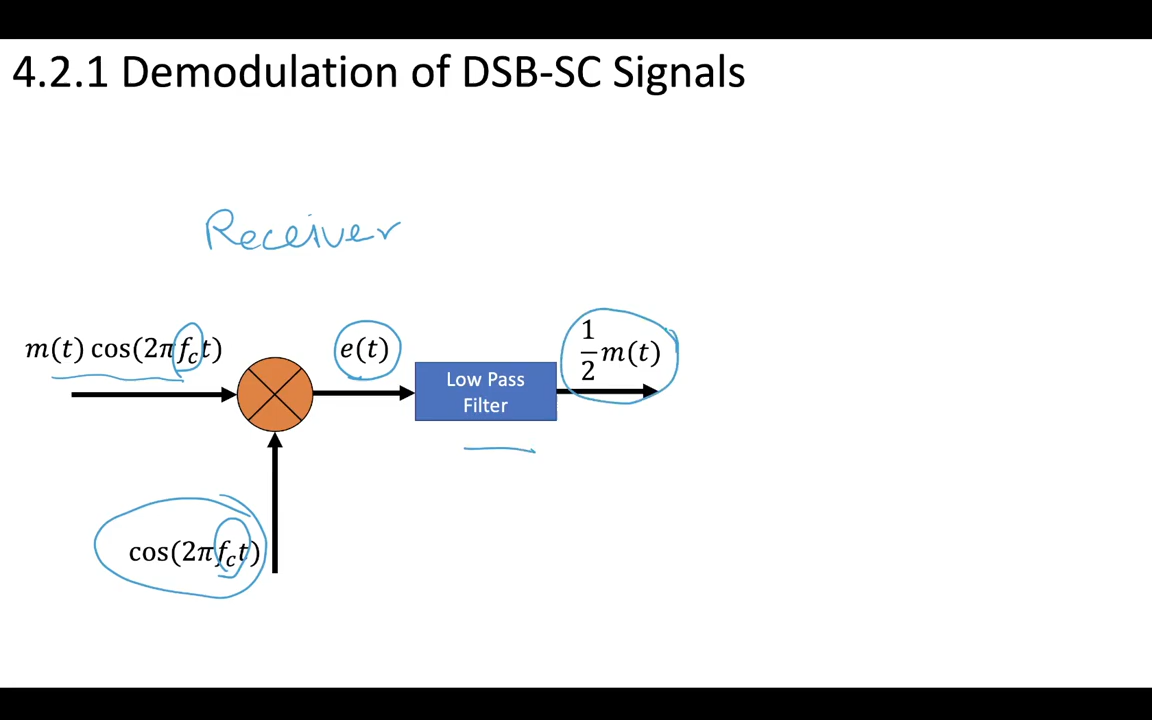 4.2.1 Demodulation of DSB-SC Signals
Receiver
m(t) cos(2πf_c t)
e(t)
Low Pass
Filter
1/2 m(t)
cos(2πf_c t)